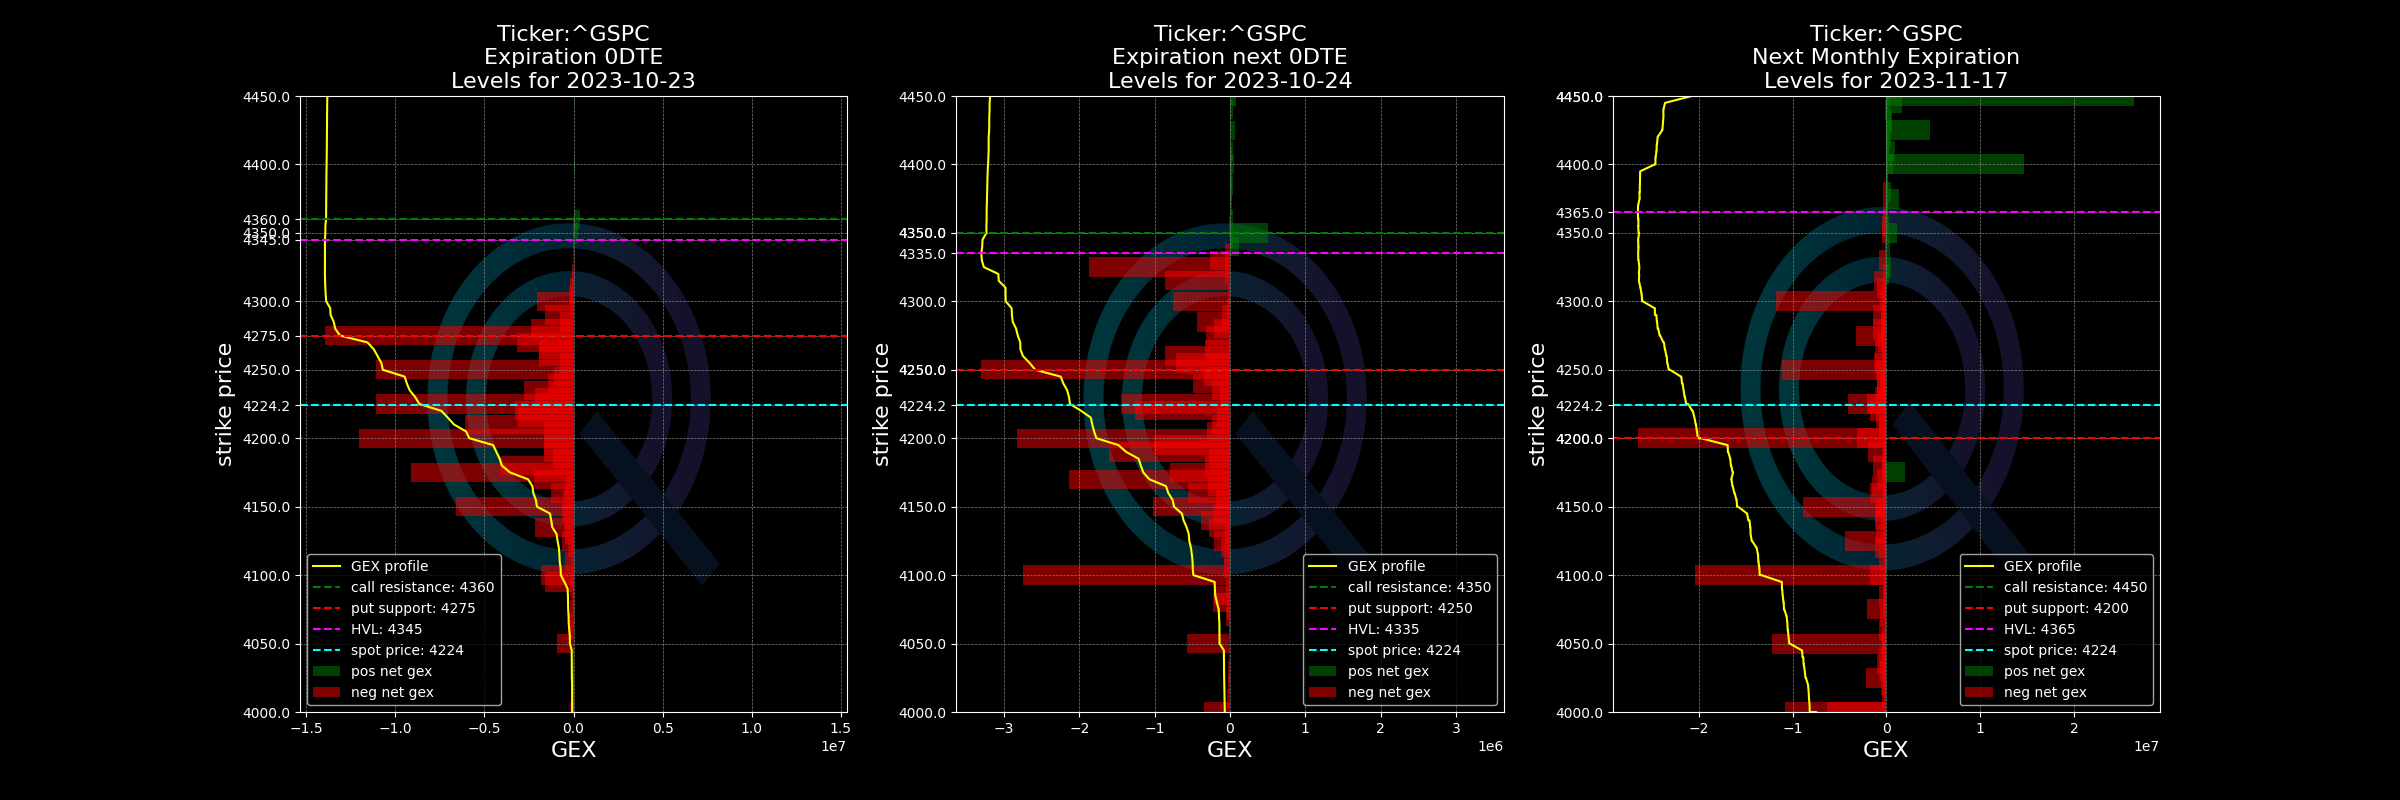 Ticker:^GSPC
Expiration 0DTE
Levels for 2023-10-23
4450.0
4400.0
4360.0
4350.0
4345.0
4300.0
4275.0
4250.0
4224.2
4200.0
4150.0
4100.0
4050.0
4000.0
strike price
GEX profile
call resistance: 4360
put support: 4275
HVL: 4345
spot price: 4224
pos net gex
neg net gex
−1.5 −1.0 −0.5 0.0 0.5 1.0 1.5
1e7
GEX
Ticker:^GSPC
Expiration next 0DTE
Levels for 2023-10-24
4450.0
4400.0
4350.0
4335.0
4300.0
4250.0
4224.2
4200.0
4150.0
4100.0
4050.0
4000.0
strike price
GEX profile
call resistance: 4350
put support: 4250
HVL: 4335
spot price: 4224
pos net gex
neg net gex
−3 −2 −1 0 1 2 3
1e6
GEX
Ticker:^GSPC
Next Monthly Expiration
Levels for 2023-11-17
4450.0
4400.0
4365.0
4350.0
4300.0
4250.0
4224.2
4200.0
4150.0
4100.0
4050.0
4000.0
strike price
GEX profile
call resistance: 4450
put support: 4200
HVL: 4365
spot price: 4224
pos net gex
neg net gex
−2 −1 0 1 2
1e7
GEX